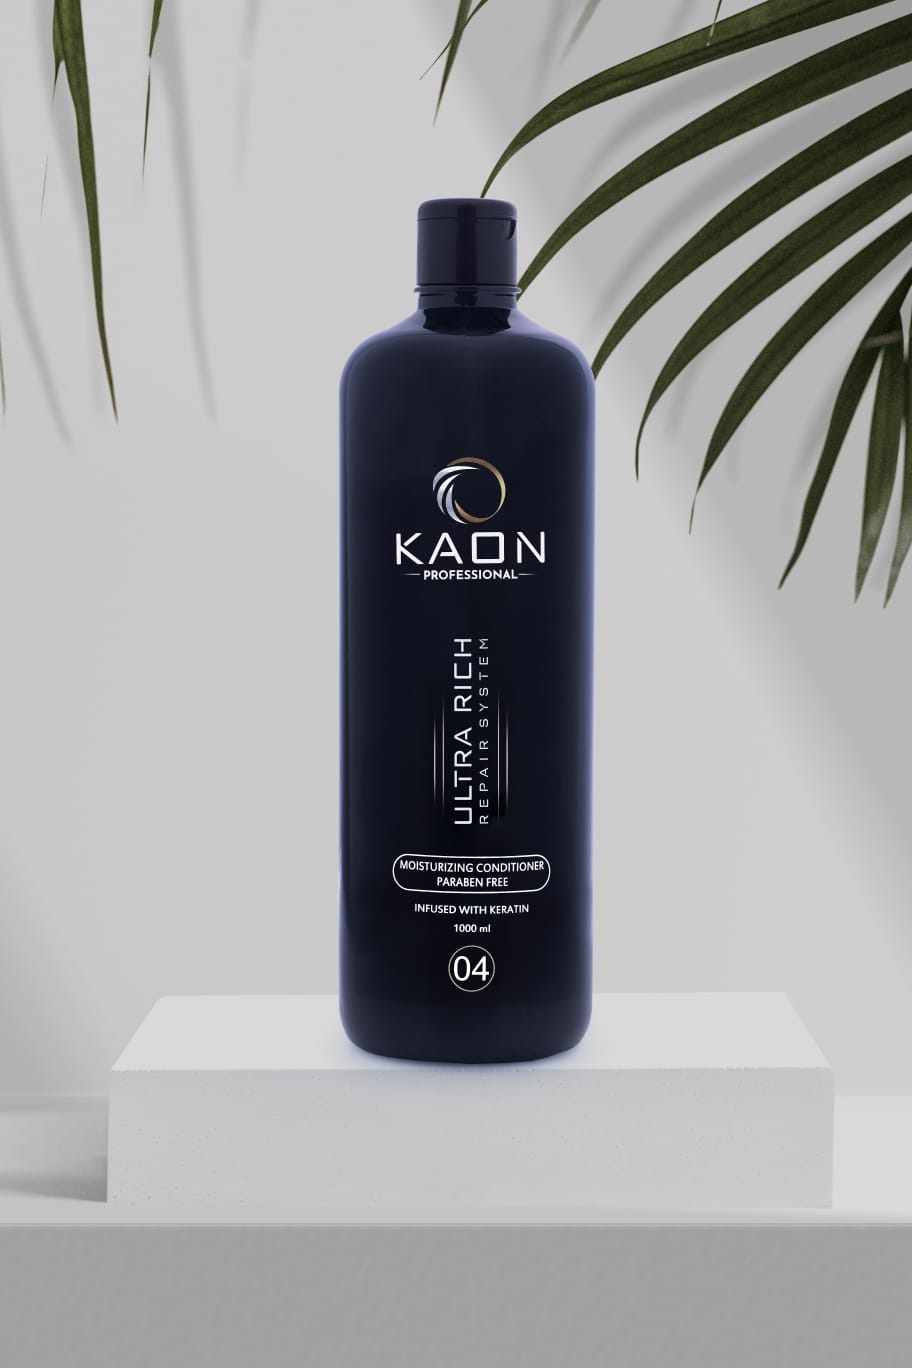 KAON
PROFESSIONAL
ULTRA RICH
REPAIR SYSTEM
MOISTURIZING CONDITIONER
PARABEN FREE
INFUSED WITH KERATIN
1000 ml
04